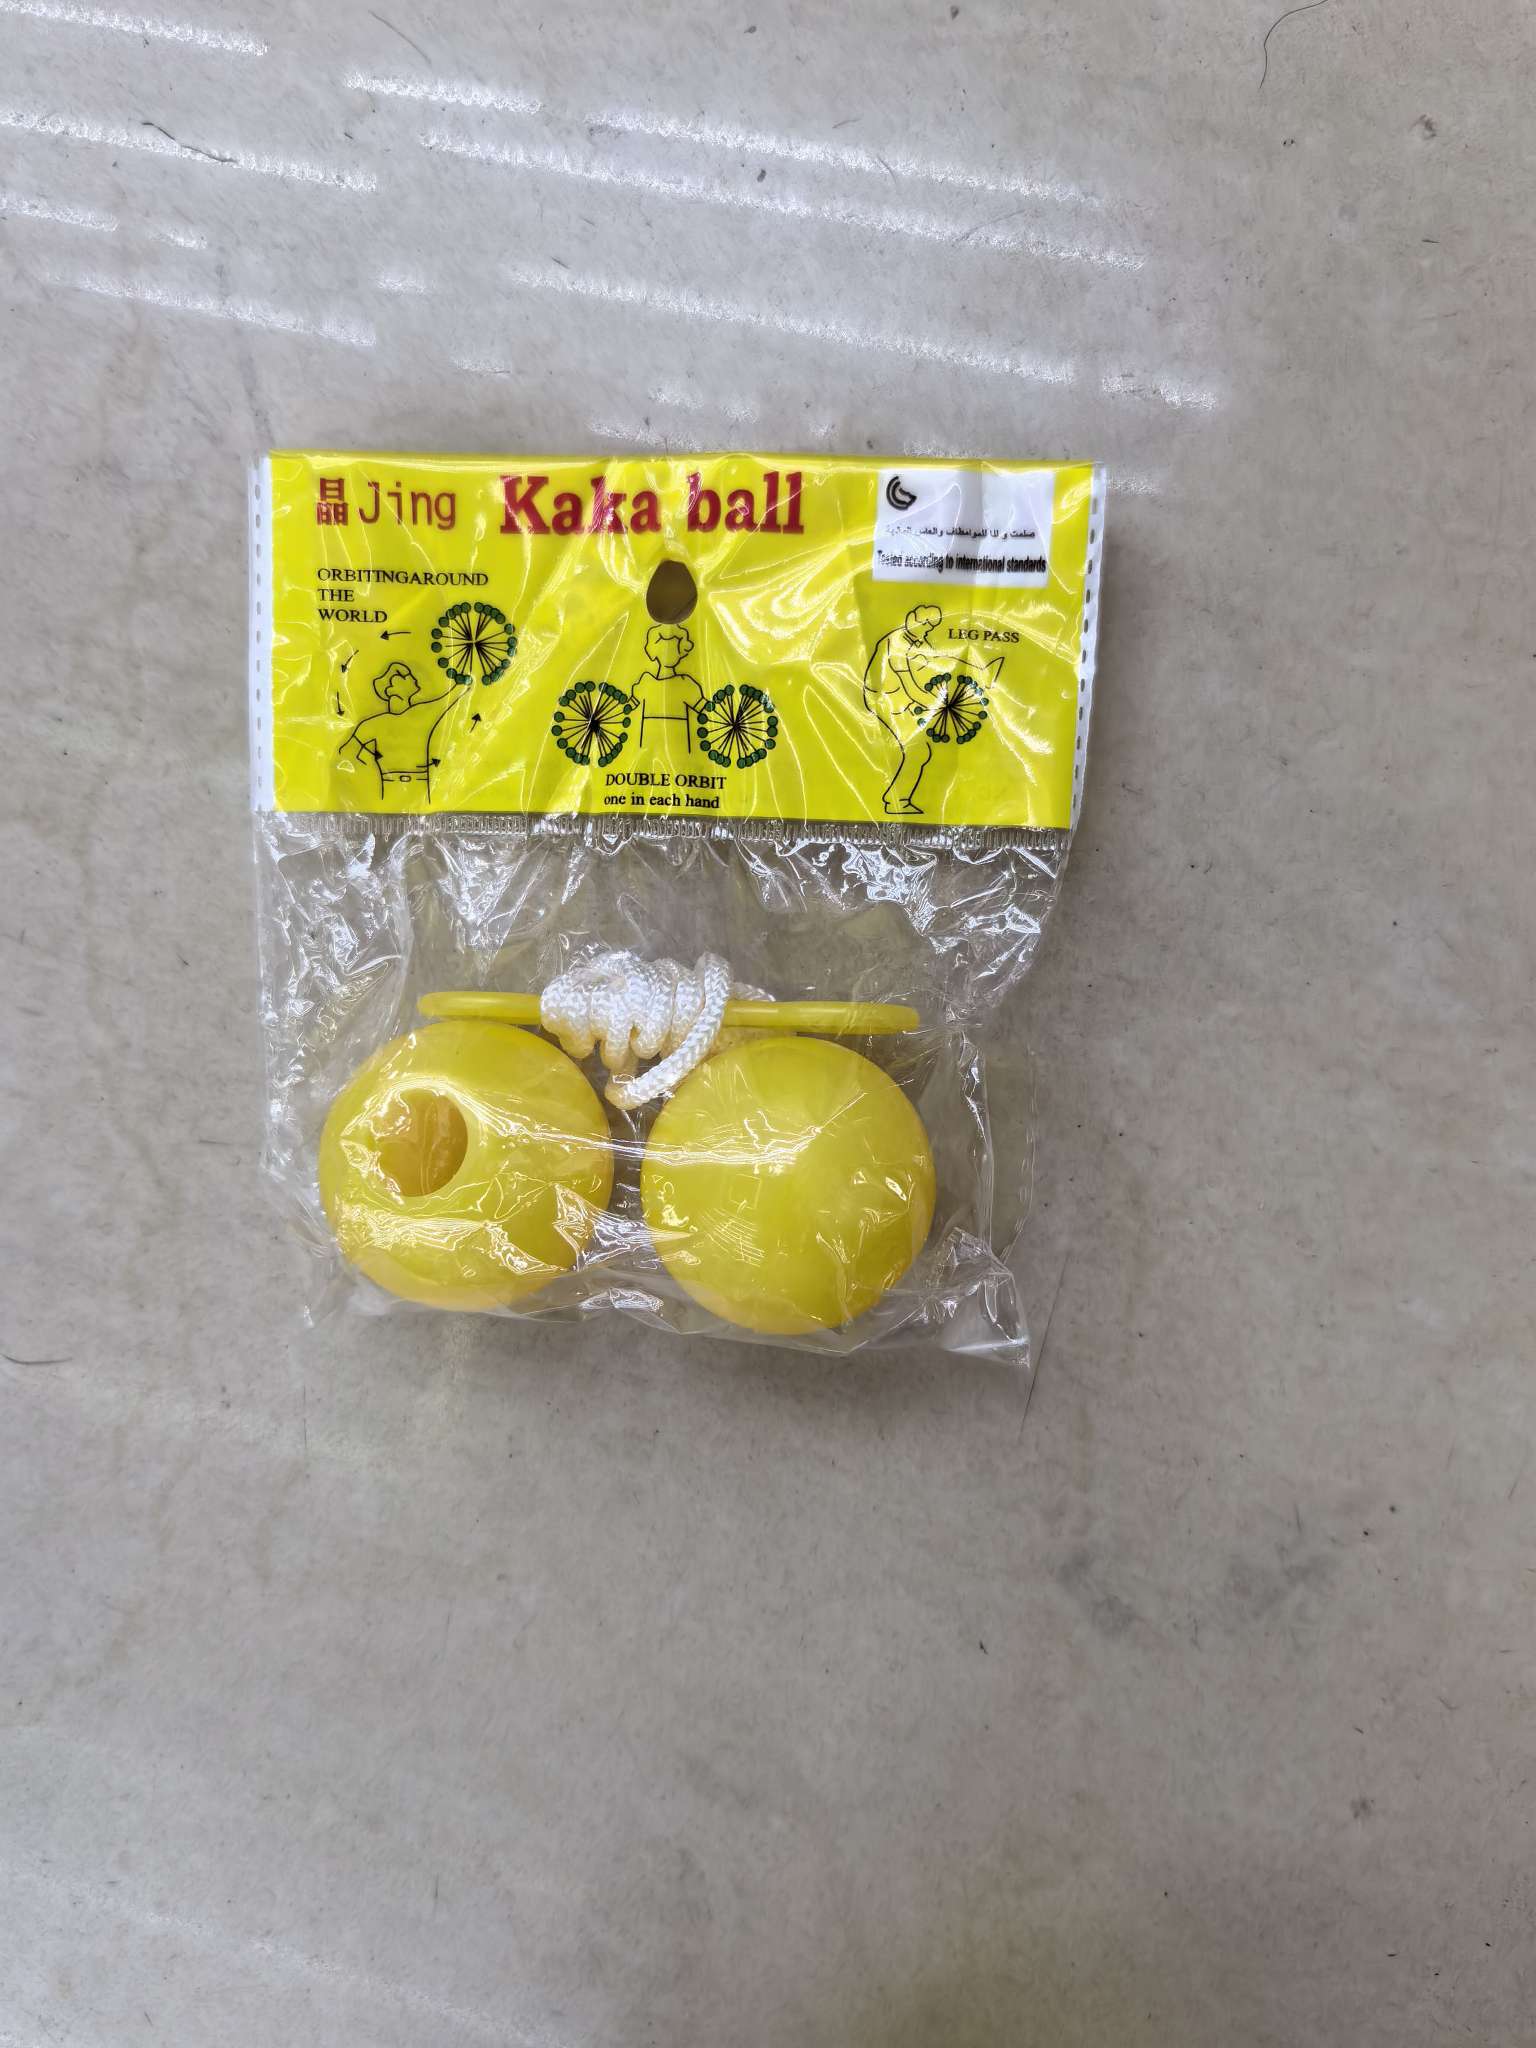 晶Jing Kaka ball
Tested according to international standards
ORBITINGAROUND
THE
WORLD
LEG PASS
DOUBLE ORBIT
one in each hand